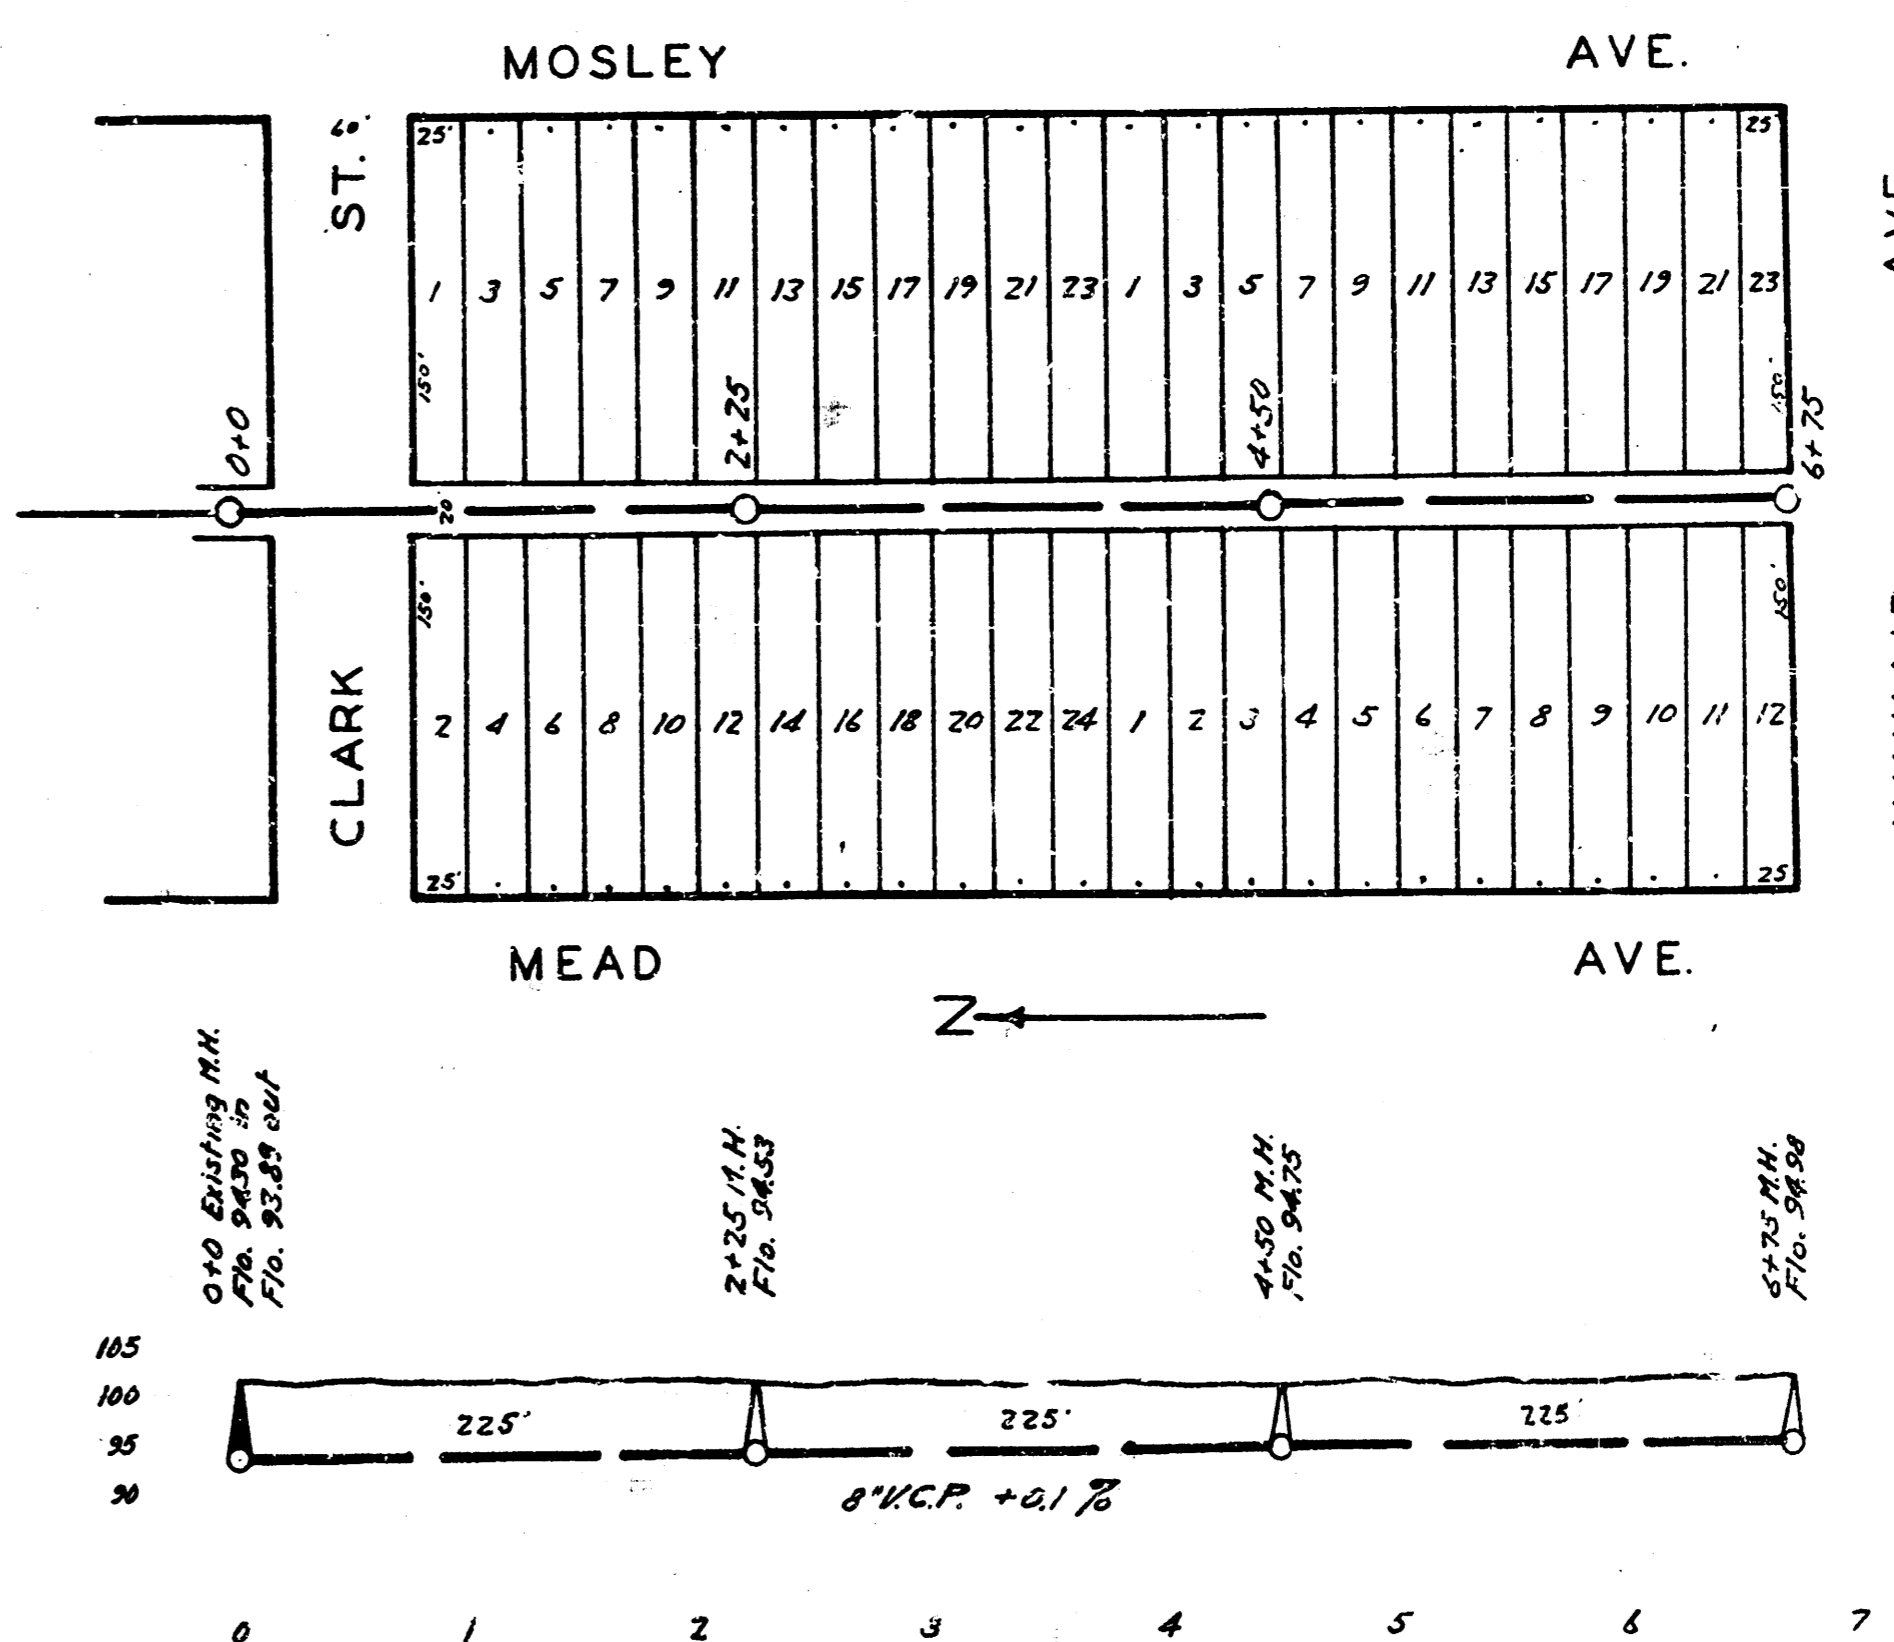 MOSLEY AVE.
ST. 60'
25' 25'
AVE
1 3 5 7 9 11 13 15 17 19 21 23 1 3 5 7 9 11 13 15 17 19 21 23
150' 150'
0+0 2+25 4+50 6+75
20
150' 150'
CLARK
2 4 6 8 10 12 14 16 18 20 22 24 1 2 3 4 5 6 7 8 9 10 11 12
25' 25
MEAD AVE.
N
0+0 Existing M.H.
Flo. 94.30 in
Flo. 93.89 out
2+25 M.H.
Flo. 94.53
4+50 M.H.
Flo. 94.75
6+75 M.H.
Flo. 94.98
105
100
95
90
225' 225' 225'
8" V.C.P. +0.1 %
0 1 2 3 4 5 6 7